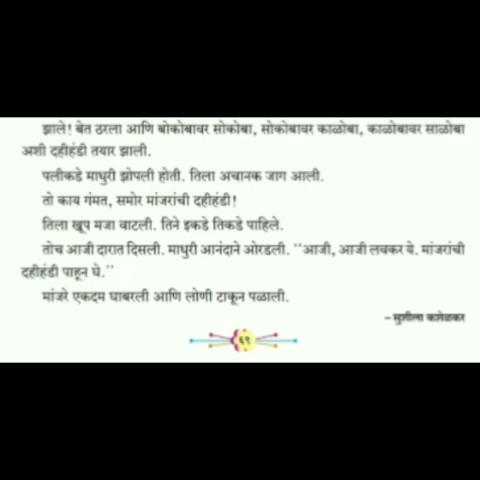 झाले! बेत ठरला आणि बोकोबावर सोकोबा, सोकोबावर काळोबा, काळोबावर साळोबा
अशी दहीहंडी तयार झाली.
पलीकडे माधुरी झोपली होती. तिला अचानक जाग आली.
तो काय गंमत, समोर मांजरांची दहीहंडी!
तिला खूप मजा वाटली. तिने इकडे तिकडे पाहिले.
तोच आजी दारात दिसली. माधुरी आनंदाने ओरडली. ‘‘आजी, आजी लवकर ये. मांजरांची
दहीहंडी पाहून घे.’’
मांजरे एकदम घाबरली आणि लोणी टाकून पळाली.
– सुशीला कशेळकर
६९